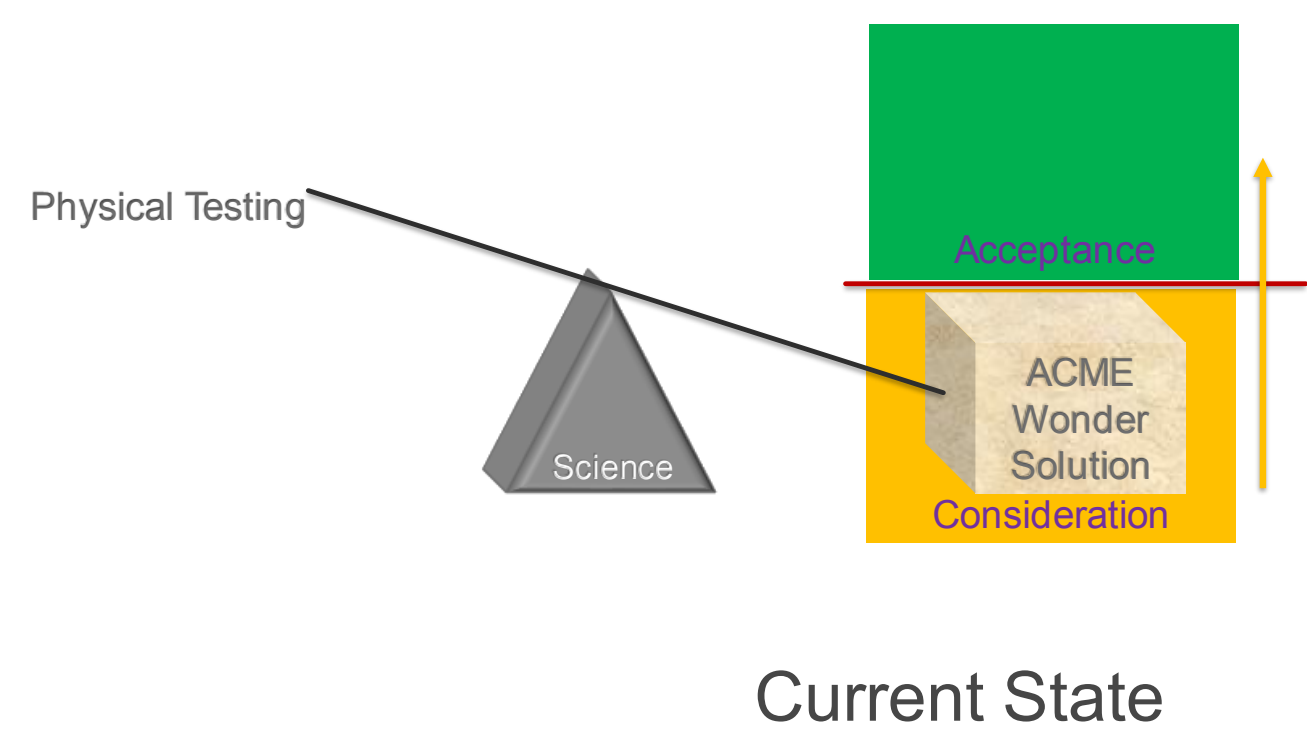 Physical Testing
Acceptance
ACME
Wonder
Solution
Science
Consideration
Current State